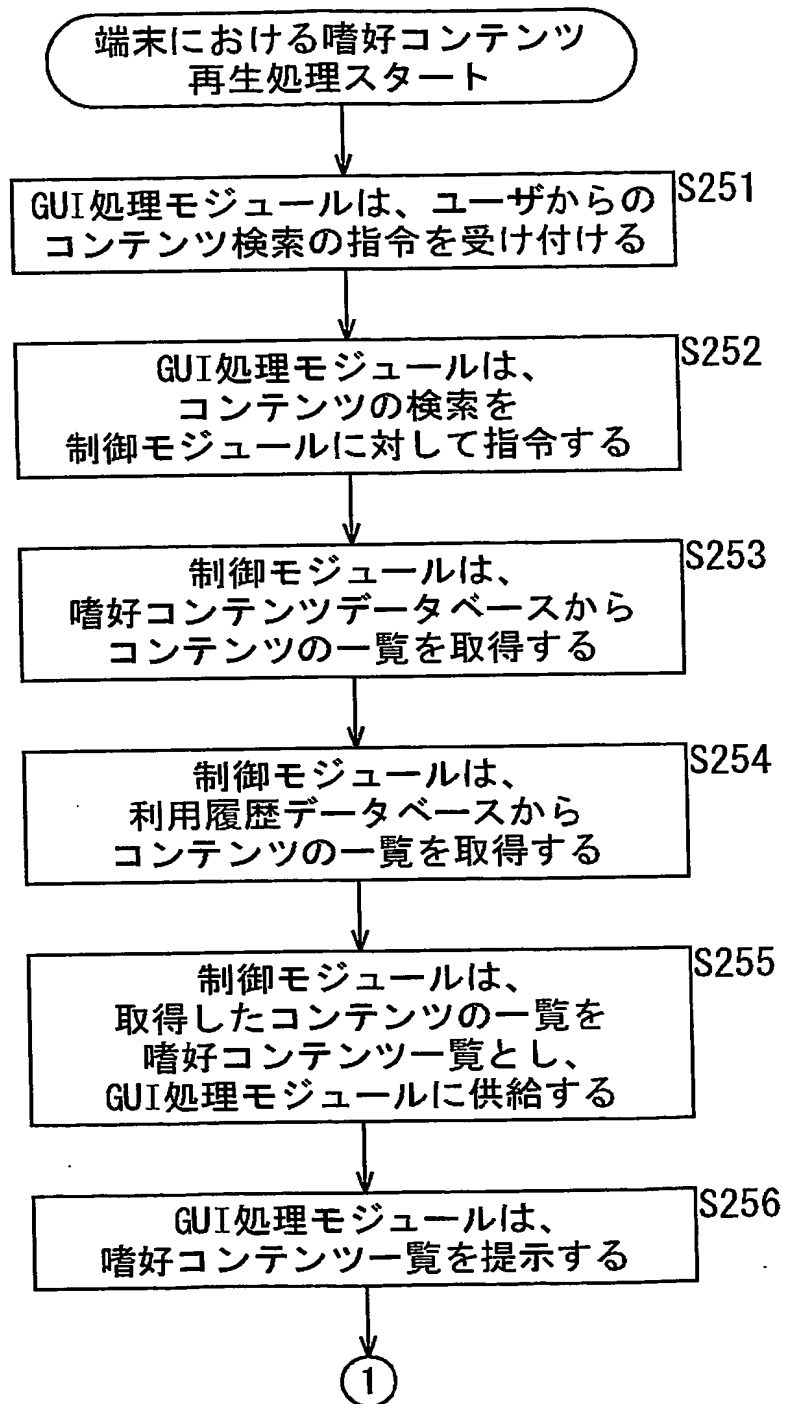 端末における嗜好コンテンツ
再生処理スタート
S251
GUI処理モジュールは、ユーザからの
コンテンツ検索の指令を受け付ける
S252
GUI処理モジュールは、
コンテンツの検索を
制御モジュールに対して指令する
S253
制御モジュールは、
嗜好コンテンツデータベースから
コンテンツの一覧を取得する
S254
制御モジュールは、
利用履歴データベースから
コンテンツの一覧を取得する
S255
制御モジュールは、
取得したコンテンツの一覧を
嗜好コンテンツ一覧とし、
GUI処理モジュールに供給する
S256
GUI処理モジュールは、
嗜好コンテンツ一覧を提示する
1